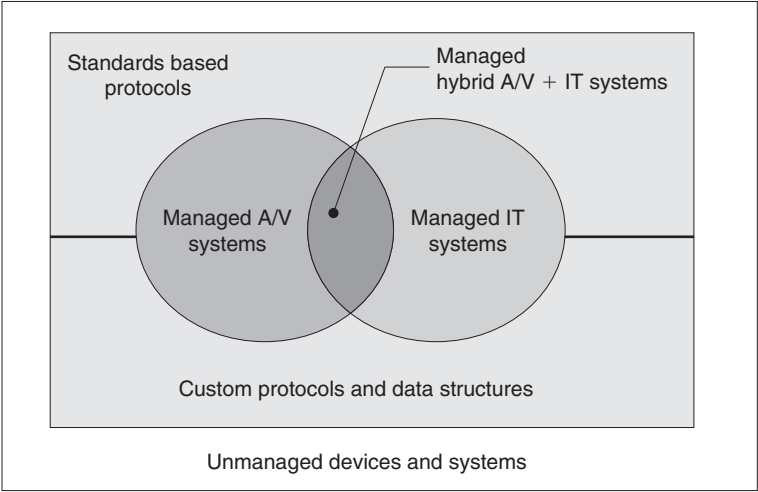 Standards based
protocols
Managed
hybrid A/V + IT systems
Managed A/V
systems
Managed IT
systems
Custom protocols and data structures
Unmanaged devices and systems